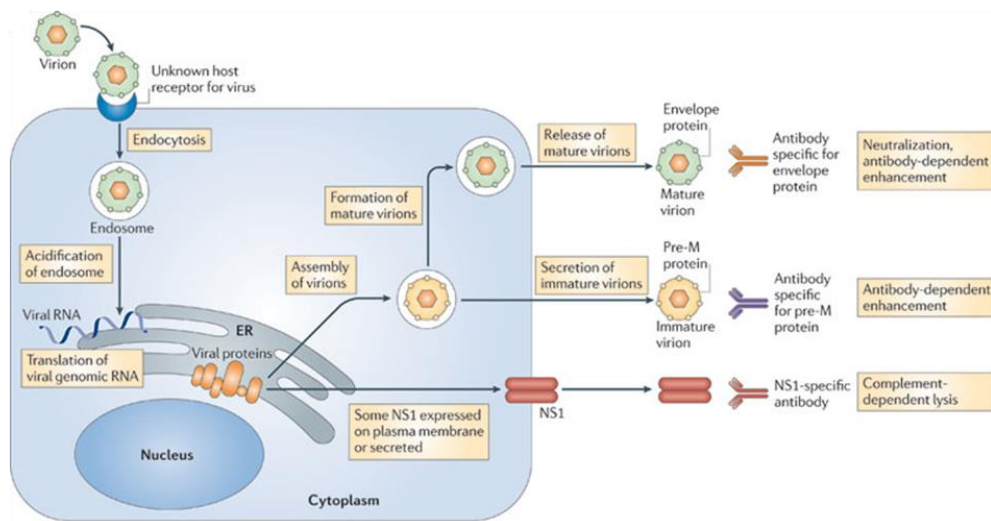 Virion
Unknown host
receptor for virus
Endocytosis
Endosome
Acidification
of endosome
Viral RNA
Translation of
viral genomic RNA
ER
Viral proteins
Nucleus
Cytoplasm
Assembly
of virions
Formation of
mature virions
Release of
mature virions
Envelope
protein
Mature
virion
Antibody
specific for
envelope
protein
Neutralization,
antibody-dependent
enhancement
Secretion of
immature virions
Pre-M
protein
Immature
virion
Antibody
specific
for pre-M
protein
Antibody-dependent
enhancement
Some NS1 expressed
on plasma membrane
or secreted
NS1
NS1-specific
antibody
Complement-
dependent lysis